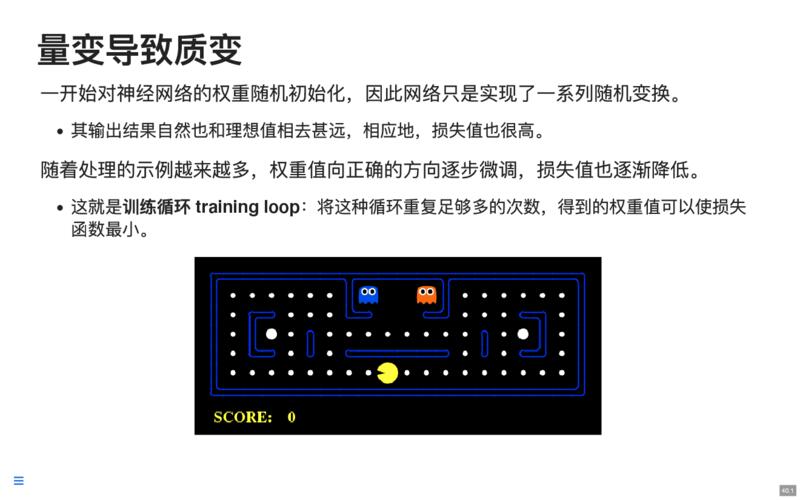 量变导致质变
一开始对神经网络的权重随机初始化，因此网络只是实现了一系列随机变换。
• 其输出结果自然也和理想值相去甚远，相应地，损失值也很高。
随着处理的示例越来越多，权重值向正确的方向逐步微调，损失值也逐渐降低。
• 这就是训练循环 training loop：将这种循环重复足够多的次数，得到的权重值可以使损失
函数最小。
SCORE: 0
40.1